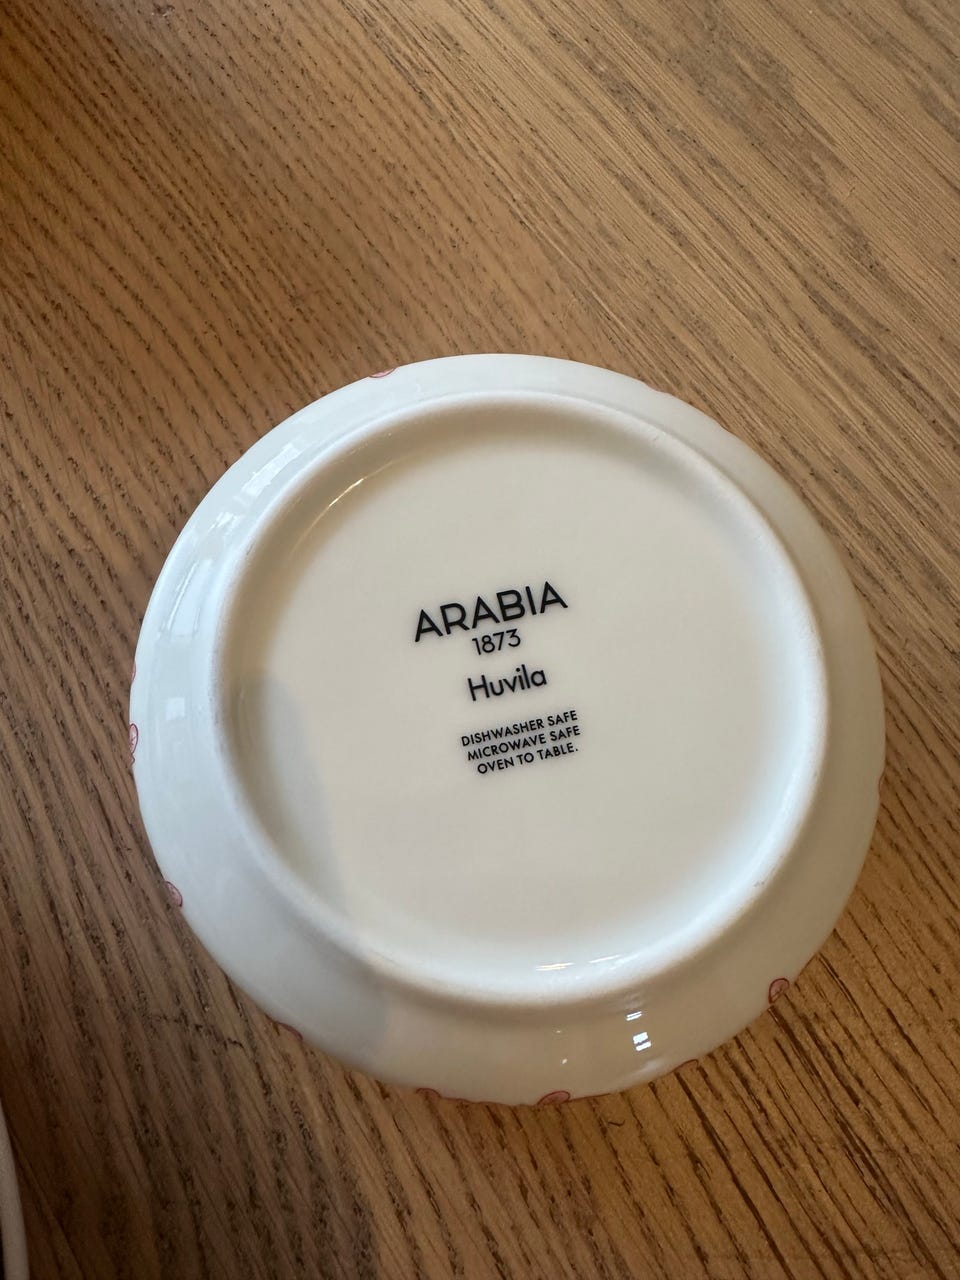 ARABIA
1873
Huvila
DISHWASHER SAFE
MICROWAVE SAFE
OVEN TO TABLE.